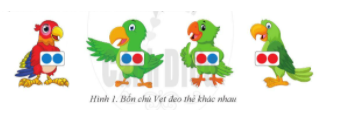 Hình 1. Bốn chú Vẹt đeo thẻ khác nhau